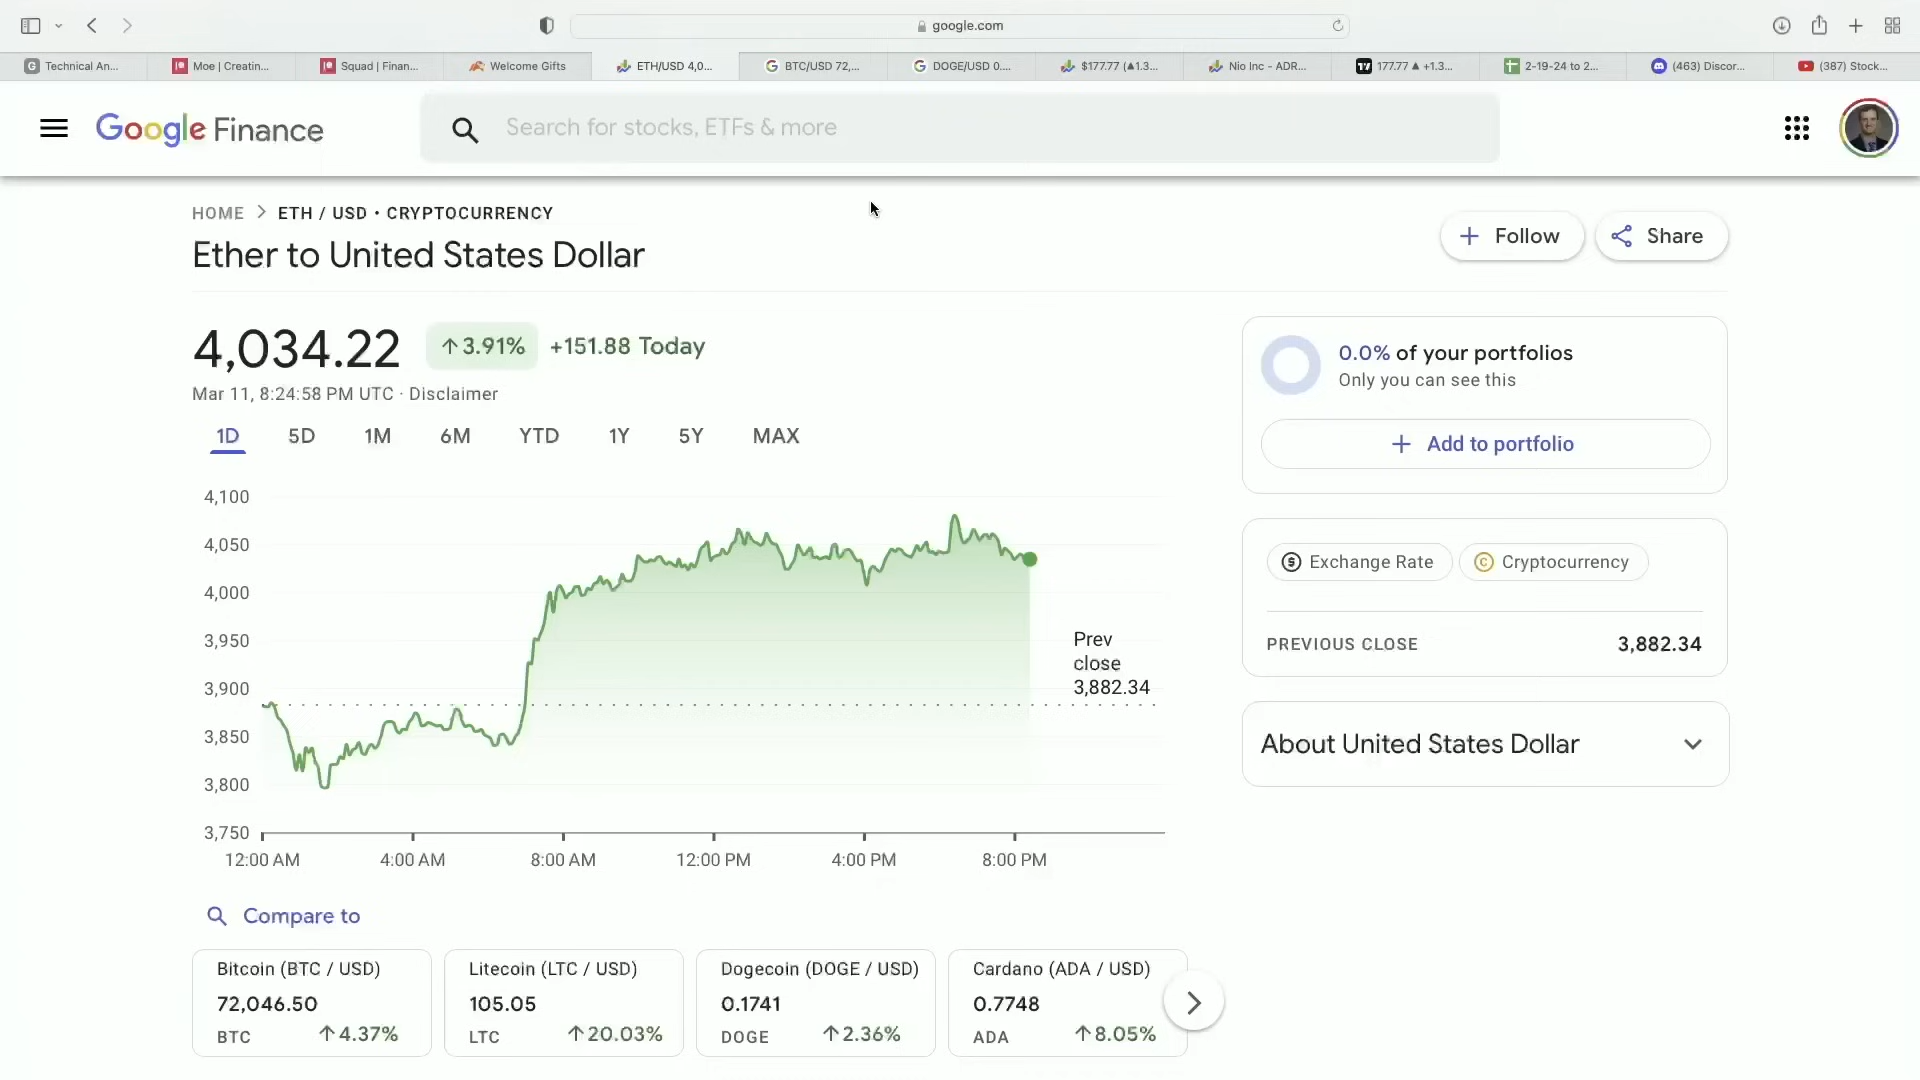 google.com
Technical An...
Moe | Creatin...
Squad | Finan...
Welcome Gifts
ETH/USD 4,0...
BTC/USD 72,...
DOGE/USD 0....
$177.77 (▲1.3...
Nio Inc - ADR...
177.77 ▲ +1.3...
2-19-24 to 2...
(463) Discor...
(387) Stock...
Google Finance
Search for stocks, ETFs & more
HOME > ETH / USD • CRYPTOCURRENCY
Ether to United States Dollar
+ Follow
Share
4,034.22 ↑3.91% +151.88 Today
Mar 11, 8:24:58 PM UTC · Disclaimer
1D 5D 1M 6M YTD 1Y 5Y MAX
4,100
4,050
4,000
3,950
3,900
3,850
3,800
3,750
Prev
close
3,882.34
12:00 AM 4:00 AM 8:00 AM 12:00 PM 4:00 PM 8:00 PM
0.0% of your portfolios
Only you can see this
+ Add to portfolio
Exchange Rate
Cryptocurrency
PREVIOUS CLOSE 3,882.34
About United States Dollar
Compare to
Bitcoin (BTC / USD)
72,046.50
BTC ↑4.37%
Litecoin (LTC / USD)
105.05
LTC ↑20.03%
Dogecoin (DOGE / USD)
0.1741
DOGE ↑2.36%
Cardano (ADA / USD)
0.7748
ADA ↑8.05%